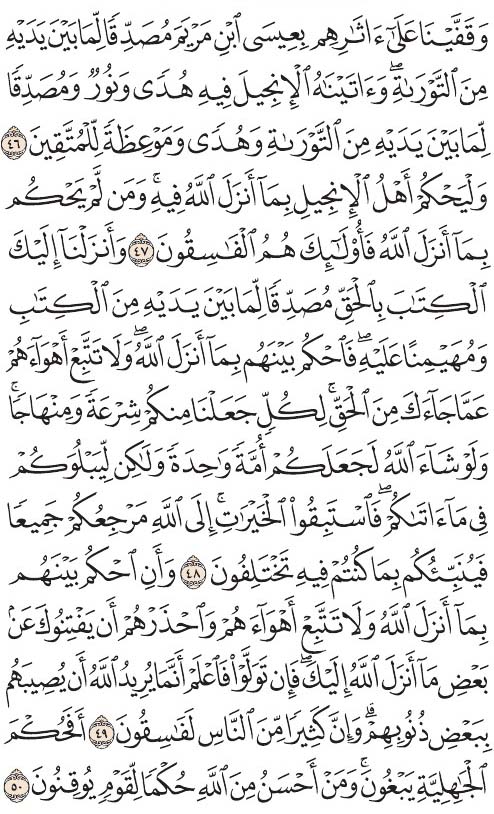 وَقَفَّيۡنَا عَلَىٰٓ ءَاثَٰرِهِم بِعِيسَى ٱبۡنِ مَرۡيَمَ مُصَدِّقٗا لِّمَا بَيۡنَ يَدَيۡهِ
مِنَ ٱلتَّوۡرَىٰةِۖ وَءَاتَيۡنَٰهُ ٱلۡإِنجِيلَ فِيهِ هُدٗى وَنُورٞ وَمُصَدِّقٗا
لِّمَا بَيۡنَ يَدَيۡهِ مِنَ ٱلتَّوۡرَىٰةِ وَهُدٗى وَمَوۡعِظَةٗ لِّلۡمُتَّقِينَ ٤٦
وَلۡيَحۡكُمۡ أَهۡلُ ٱلۡإِنجِيلِ بِمَآ أَنزَلَ ٱللَّهُ فِيهِۚ وَمَن لَّمۡ يَحۡكُم
بِمَآ أَنزَلَ ٱللَّهُ فَأُوْلَٰٓئِكَ هُمُ ٱلۡفَٰسِقُونَ ٤٧ وَأَنزَلۡنَآ إِلَيۡكَ
ٱلۡكِتَٰبَ بِٱلۡحَقِّ مُصَدِّقٗا لِّمَا بَيۡنَ يَدَيۡهِ مِنَ ٱلۡكِتَٰبِ
وَمُهَيۡمِنًا عَلَيۡهِۖ فَٱحۡكُم بَيۡنَهُم بِمَآ أَنزَلَ ٱللَّهُۖ وَلَا تَتَّبِعۡ أَهۡوَآءَهُمۡ
عَمَّا جَآءَكَ مِنَ ٱلۡحَقِّۚ لِكُلّٖ جَعَلۡنَا مِنكُمۡ شِرۡعَةٗ وَمِنۡهَاجٗاۚ
وَلَوۡ شَآءَ ٱللَّهُ لَجَعَلَكُمۡ أُمَّةٗ وَٰحِدَةٗ وَلَٰكِن لِّيَبۡلُوَكُمۡ
فِي مَآ ءَاتَىٰكُمۡۖ فَٱسۡتَبِقُواْ ٱلۡخَيۡرَٰتِۚ إِلَى ٱللَّهِ مَرۡجِعُكُمۡ جَمِيعٗا
فَيُنَبِّئُكُم بِمَا كُنتُمۡ فِيهِ تَخۡتَلِفُونَ ٤٨ وَأَنِ ٱحۡكُم بَيۡنَهُم
بِمَآ أَنزَلَ ٱللَّهُ وَلَا تَتَّبِعۡ أَهۡوَآءَهُمۡ وَٱحۡذَرۡهُمۡ أَن يَفۡتِنُوكَ عَنۢ
بَعۡضِ مَآ أَنزَلَ ٱللَّهُ إِلَيۡكَۖ فَإِن تَوَلَّوۡاْ فَٱعۡلَمۡ أَنَّمَا يُرِيدُ ٱللَّهُ أَن يُصِيبَهُم
بِبَعۡضِ ذُنُوبِهِمۡۗ وَإِنَّ كَثِيرٗا مِّنَ ٱلنَّاسِ لَفَٰسِقُونَ ٤٩ أَفَحُكۡمَ
ٱلۡجَٰهِلِيَّةِ يَبۡغُونَۚ وَمَنۡ أَحۡسَنُ مِنَ ٱللَّهِ حُكۡمٗا لِّقَوۡمٖ يُوقِنُونَ ٥٠